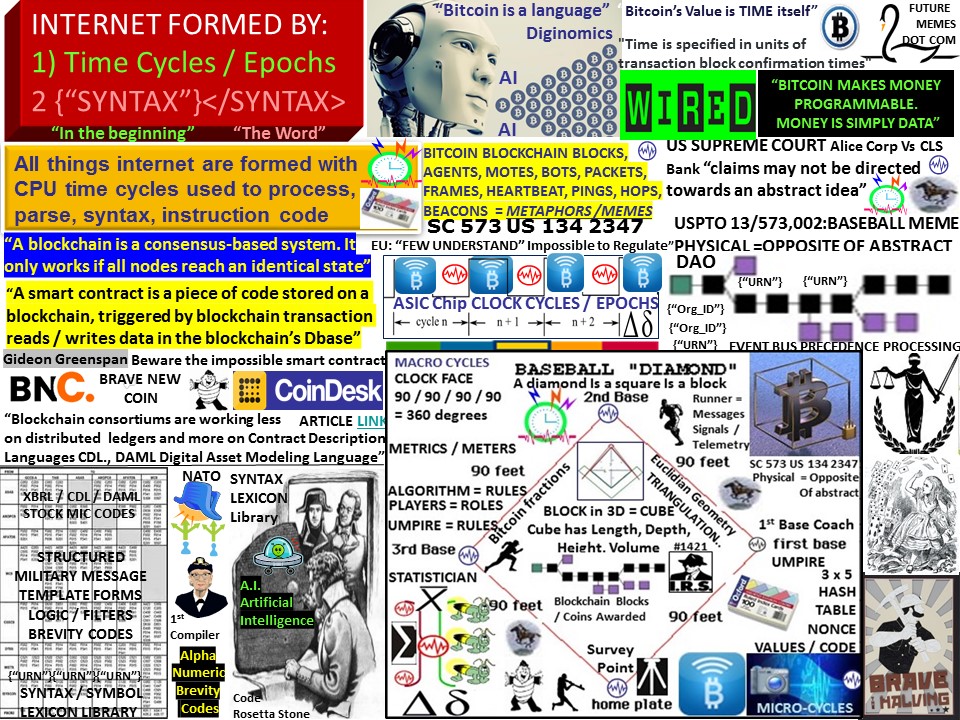 INTERNET FORMED BY:
1) Time Cycles / Epochs
2 {“SYNTAX”}</SYNTAX>
“In the beginning” “The Word”
“Bitcoin is a language”
Diginomics
AI
AI
Bitcoin’s Value is TIME itself”
"Time is specified in units of
transaction block confirmation times"
FUTURE
MEMES
DOT COM
WIRED
“BITCOIN MAKES MONEY
PROGRAMMABLE.
MONEY IS SIMPLY DATA”
All things internet are formed with
CPU time cycles used to process,
parse, syntax, instruction code
BITCOIN BLOCKCHAIN BLOCKS,
AGENTS, MOTES, BOTS, PACKETS,
FRAMES, HEARTBEAT, PINGS, HOPS,
BEACONS = METAPHORS /MEMES
SC 573 US 134 2347
US SUPREME COURT Alice Corp Vs CLS
Bank “claims may not be directed
towards an abstract idea”
USPTO 13/573,002:BASEBALL MEME
PHYSICAL =OPPOSITE OF ABSTRACT
EU: “FEW UNDERSTAND” Impossible to Regulate”
“A blockchain is a consensus-based system. It
only works if all nodes reach an identical state”
“A smart contract is a piece of code stored on a
blockchain, triggered by blockchain transaction
reads / writes data in the blockchain’s Dbase”
Gideon Greenspan Beware the impossible smart contract
ASIC Chip CLOCK CYCLES / EPOCHS
cycle n n + 1 n + 2 Δδ
DAO
{“URN”} {“URN”}
{“Org_ID”}
{“Org_ID”}
{“URN”} EVENT BUS PRECEDENCE PROCESSING
BNC.
BRAVE NEW
COIN
CoinDesk
“Blockchain consortiums are working less ARTICLE LINK
on distributed ledgers and more on Contract Description
Languages CDL., DAML Digital Asset Modeling Language”
XBRL / CDL / DAML
STOCK MIC CODES
STRUCTURED
MILITARY MESSAGE
TEMPLATE FORMS
LOGIC / FILTERS
BREVITY CODES
{“URN”}{“URN”}{“URN”}
SYNTAX / SYMBOL
LEXICON LIBRARY
NATO
SYNTAX
LEXICON
Library
A.I.
Artificial
Intelligence
1st
Compiler
Alpha
Numeric
Brevity
Codes
Code
Rosetta Stone
MACRO CYCLES
CLOCK FACE
90 / 90 / 90 / 90
= 360 degrees
METRICS / METERS
90 feet
ALGORITHM = RULES
PLAYERS = ROLES
UMPIRE = RULES
3rd Base
STATISTICIAN
BASEBALL "DIAMOND"
A diamond Is a square Is a block
2nd Base
Runner =
Messages
Signals /
Telemetry
90 feet
Bitcoin fractions
Euclidian Geometry
TRIANGULATION..
BLOCK in 3D = CUBE
Cube has Length, Depth,
Height. Volume
#1421
I.R.S.
Blockchain Blocks
/ Coins Awarded
90 feet
90 feet
Survey
Point
home plate
Σ
Δ δ
SC 573 US 134 2347
Physical = Opposite
Of abstract
1st Base Coach
first base
UMPIRE
3 x 5
HASH
TABLE
NONCE
VALUES / CODE
Oxford
MICRO-CYCLES
BRAVE
HALVING